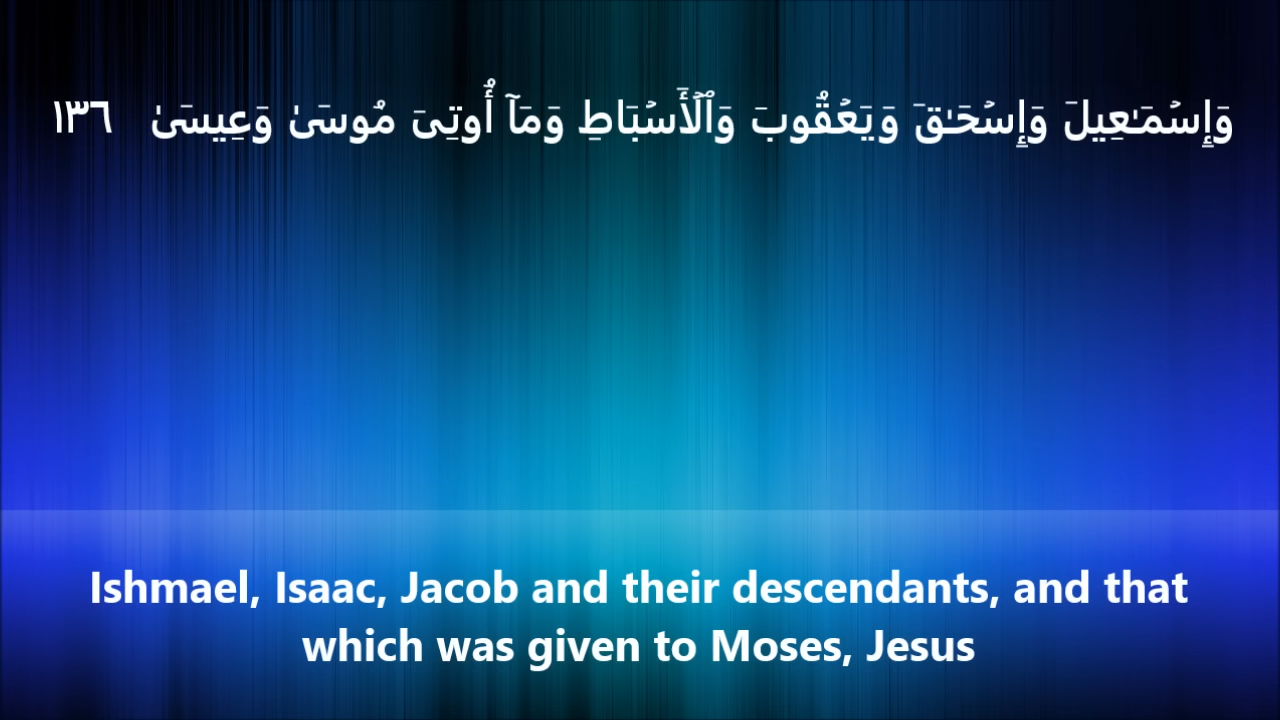 وَإِسْمَـٰعِيلَ وَإِسْحَـٰقَ وَيَعْقُوبَ وَٱلْأَسْبَاطِ وَمَآ أُوتِىَ مُوسَىٰ وَعِيسَىٰ ١٣٦
Ishmael, Isaac, Jacob and their descendants, and that
which was given to Moses, Jesus